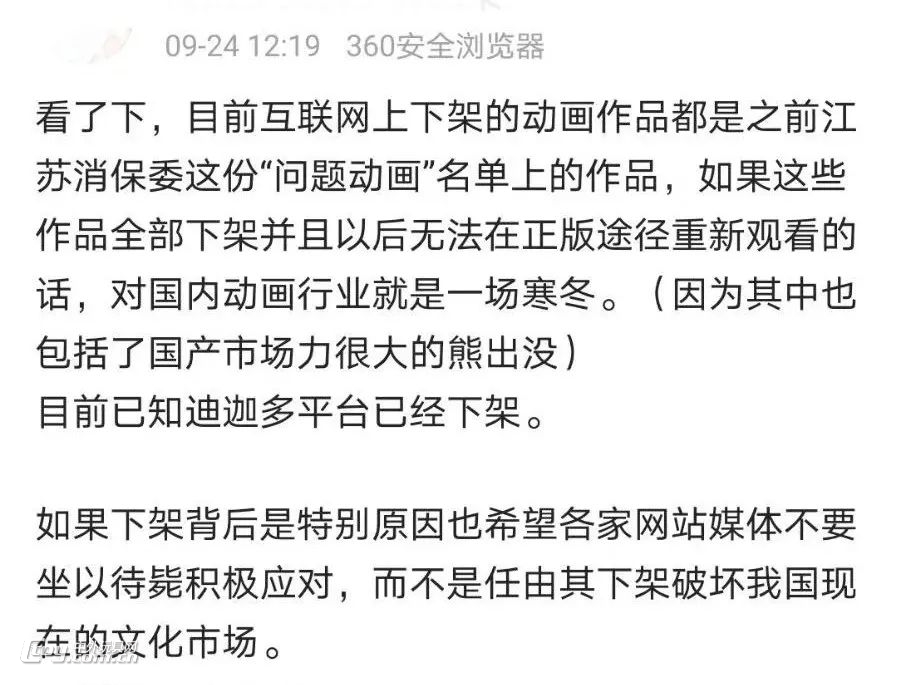 09-24 12:19 360安全浏览器
看了下，目前互联网上下架的动画作品都是之前江
苏消保委这份“问题动画”名单上的作品，如果这些
作品全部下架并且以后无法在正版途径重新观看的
话，对国内动画行业就是一场寒冬。（因为其中也
包括了国产市场力很大的熊出没）
目前已知迪迦多平台已经下架。
如果下架背后是特别原因也希望各家网站媒体不要
坐以待毙积极应对，而不是任由其下架破坏我国现
在的文化市场。